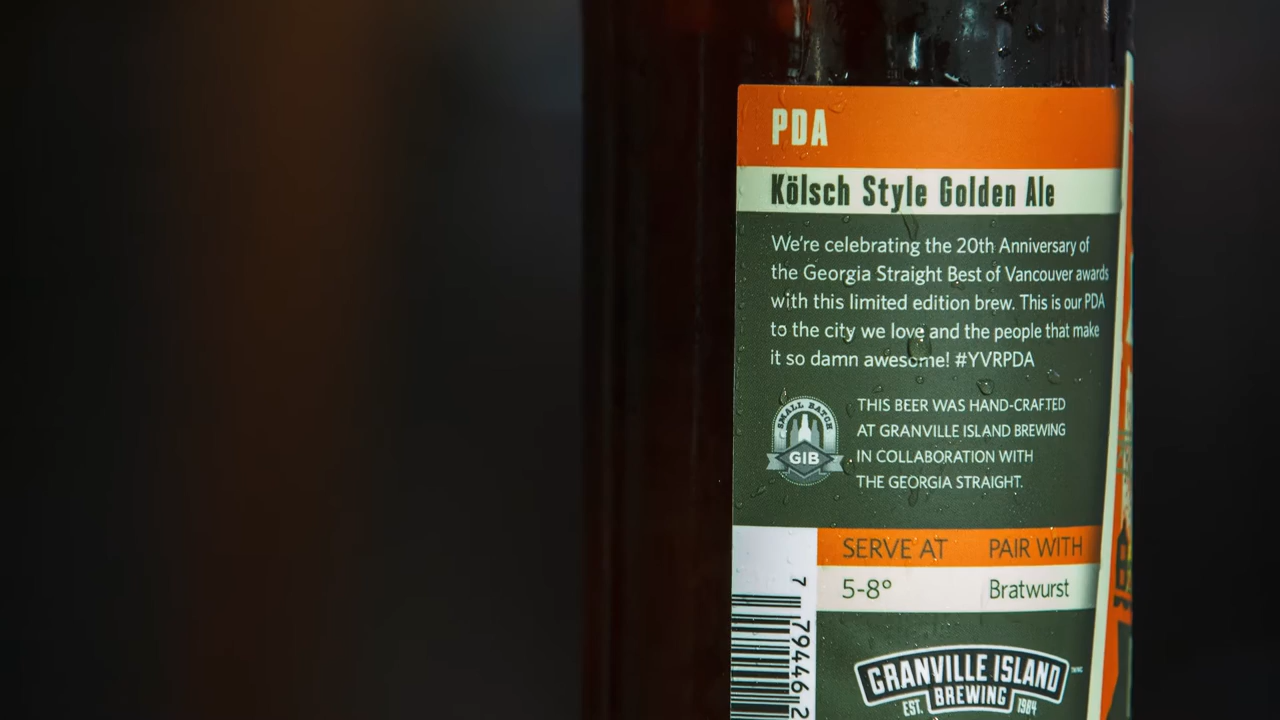 PDA
Kölsch Style Golden Ale
We're celebrating the 20th Anniversary of
the Georgia Straight Best of Vancouver awards
with this limited edition brew. This is our PDA
to the city we love and the people that make
it so damn awesome! #YVRPDA
SMALL BATCH
GIB
THIS BEER WAS HAND-CRAFTED
AT GRANVILLE ISLAND BREWING
IN COLLABORATION WITH
THE GEORGIA STRAIGHT.
SERVE AT PAIR WITH
5-8° Bratwurst
7 79446 2
GRANVILLE ISLAND
BREWING
EST. 1984